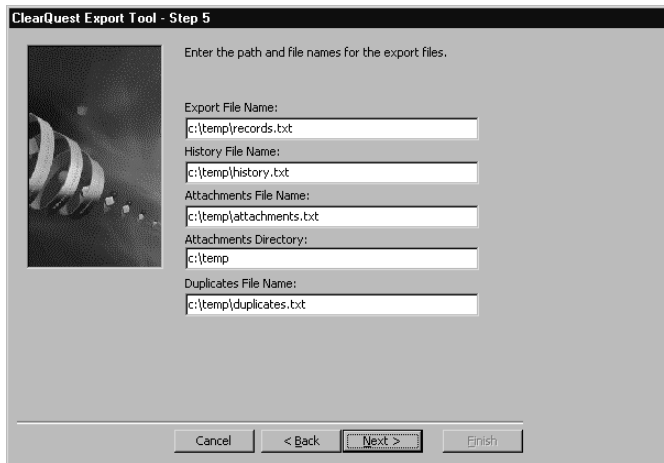 ClearQuest Export Tool - Step 5
Enter the path and file names for the export files.
Export File Name:
c:\temp\records.txt
History File Name:
c:\temp\history.txt
Attachments File Name:
c:\temp\attachments.txt
Attachments Directory:
c:\temp
Duplicates File Name:
c:\temp\duplicates.txt
Cancel < Back Next > Finish